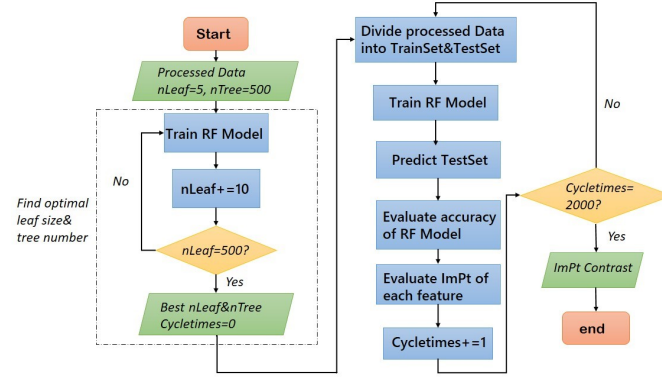 Start
Processed Data
nLeaf=5, nTree=500
Train RF Model
No
nLeaf+=10
Find optimal
leaf size&
tree number
nLeaf=500?
Yes
Best nLeaf&nTree
Cycletimes=0
Divide processed Data
into TrainSet&TestSet
Train RF Model
Predict TestSet
Evaluate accuracy
of RF Model
Evaluate ImPt of
each feature
Cycletimes+=1
No
Cycletimes=
2000?
Yes
ImPt Contrast
end